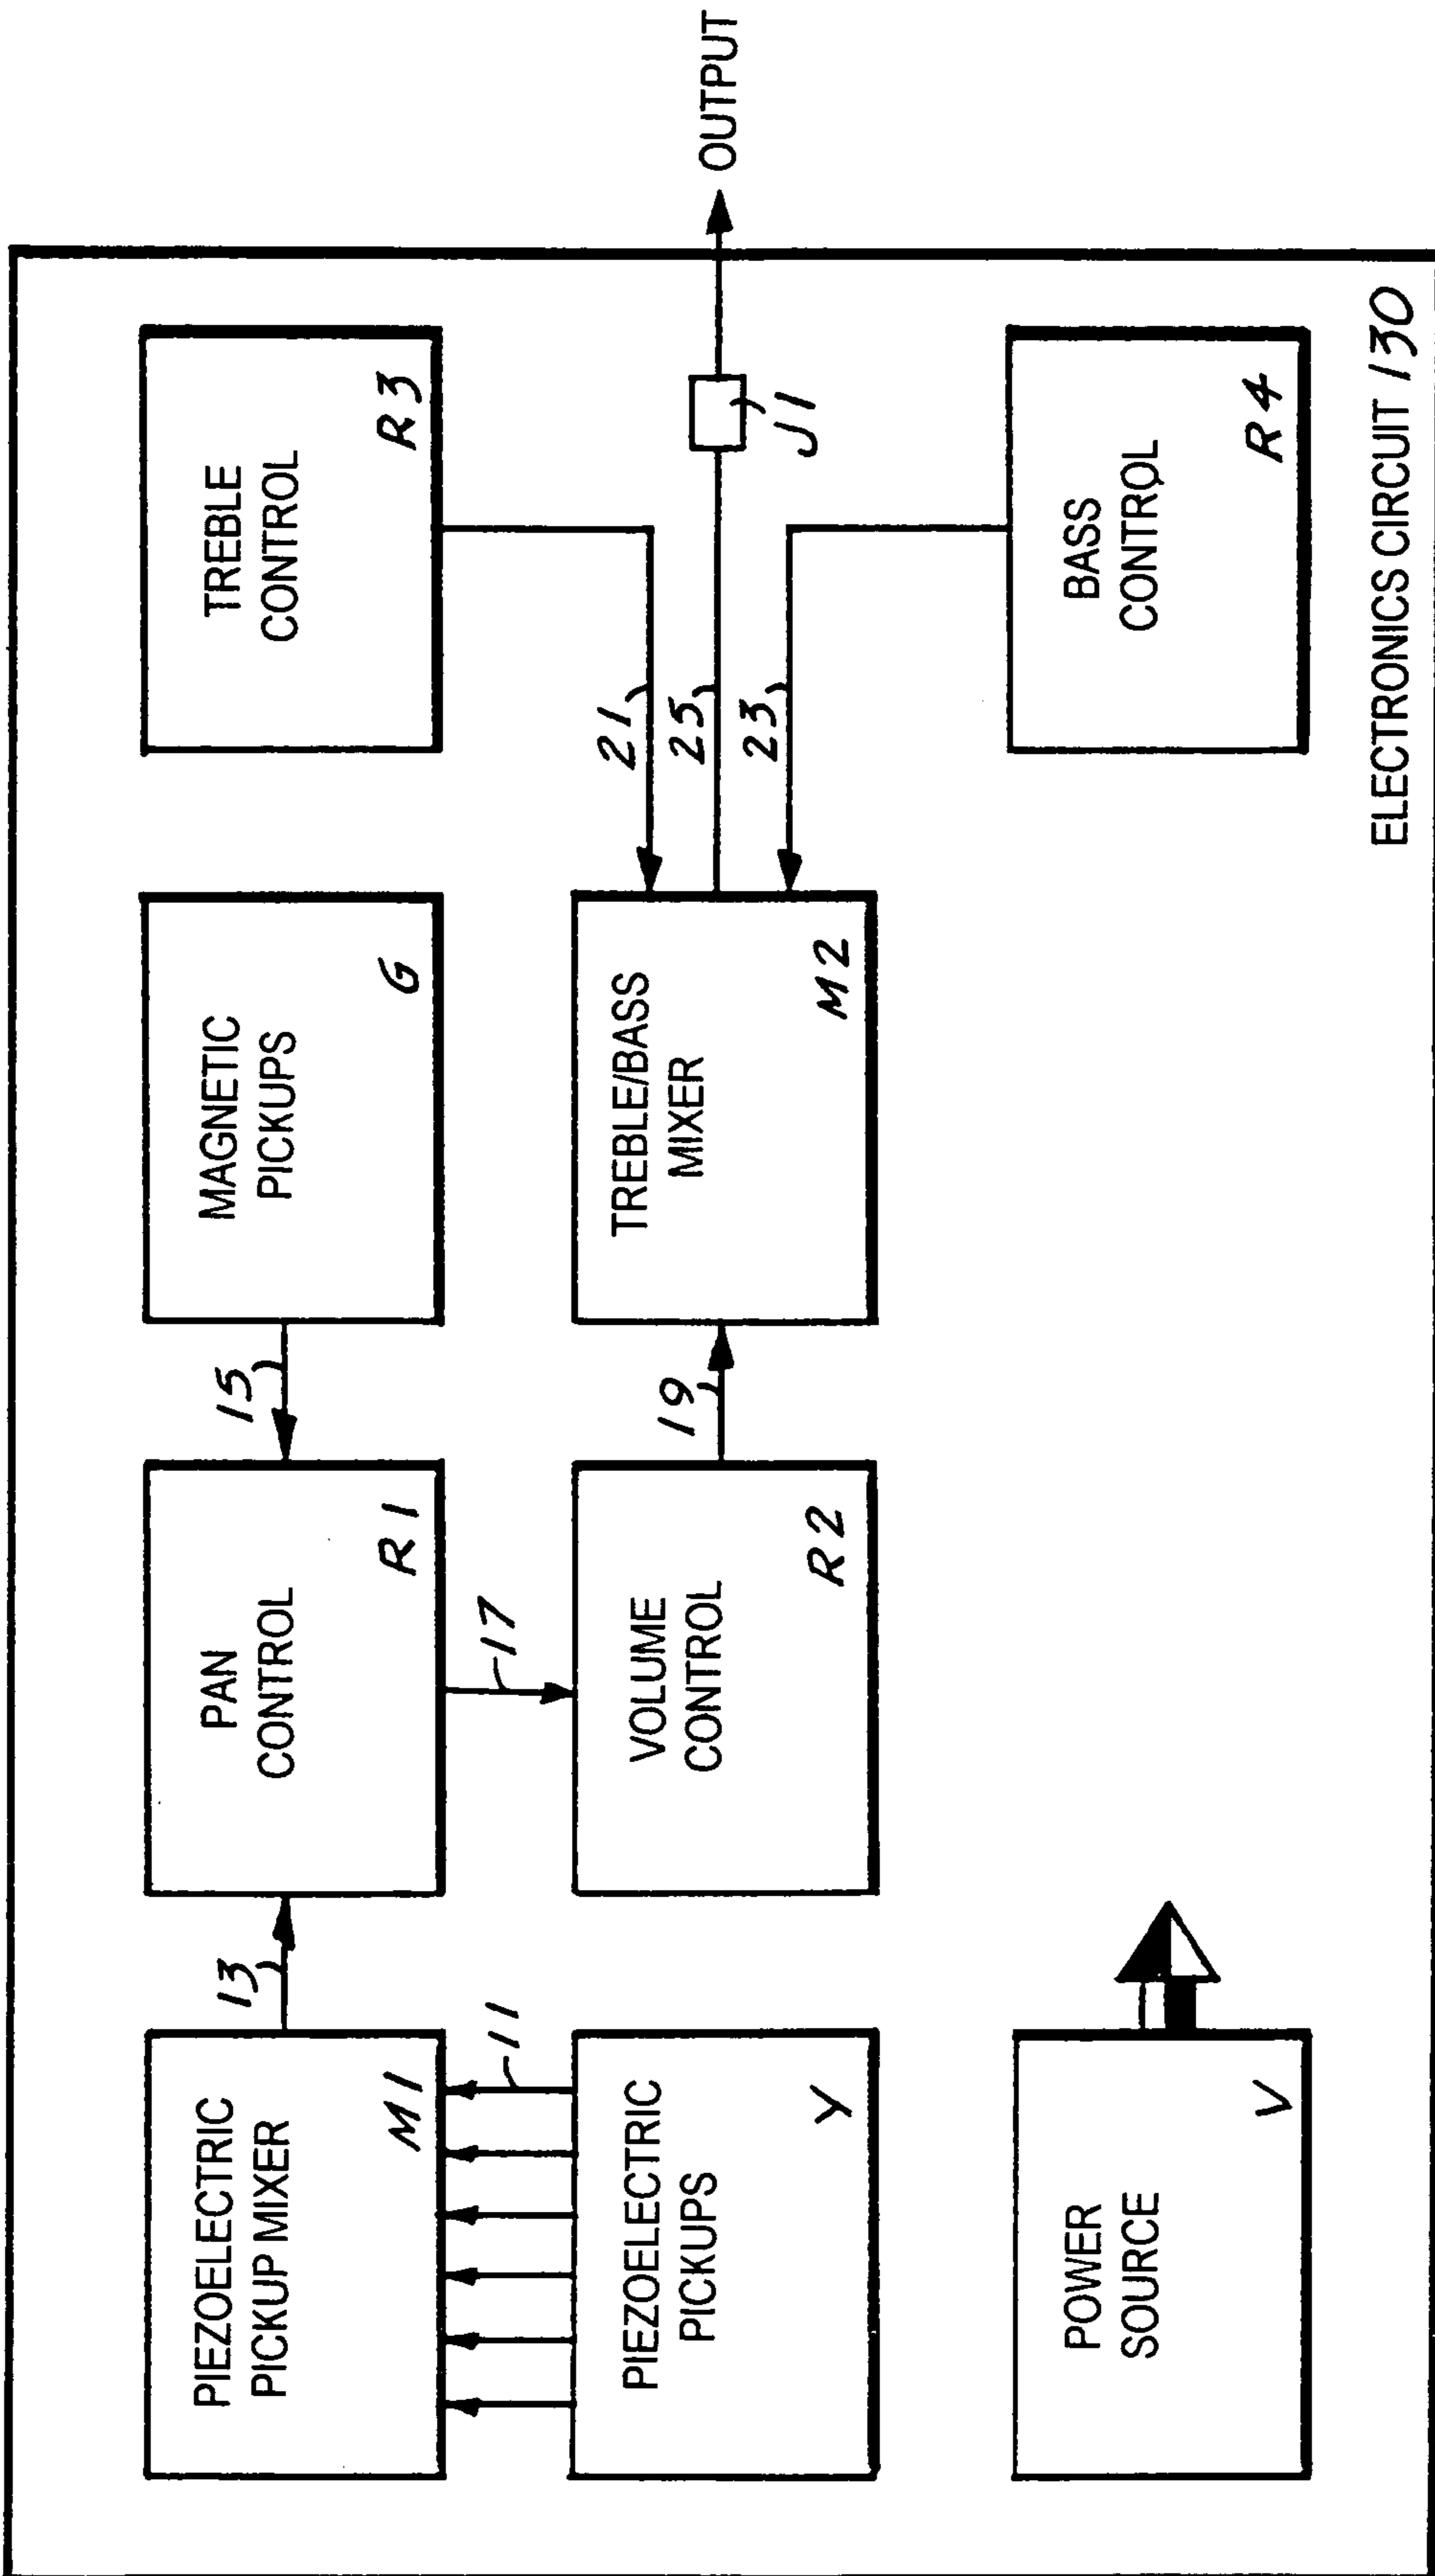 PIEZOELECTRIC
PICKUP MIXER
M1
13
PAN
CONTROL
R1
15
MAGNETIC
PICKUPS
G
TREBLE
CONTROL
R3
11
17
21
PIEZOELECTRIC
PICKUPS
Y
VOLUME
CONTROL
R2
19
TREBLE/BASS
MIXER
M2
25
J1
OUTPUT
23
POWER
SOURCE
V
BASS
CONTROL
R4
ELECTRONICS CIRCUIT 130